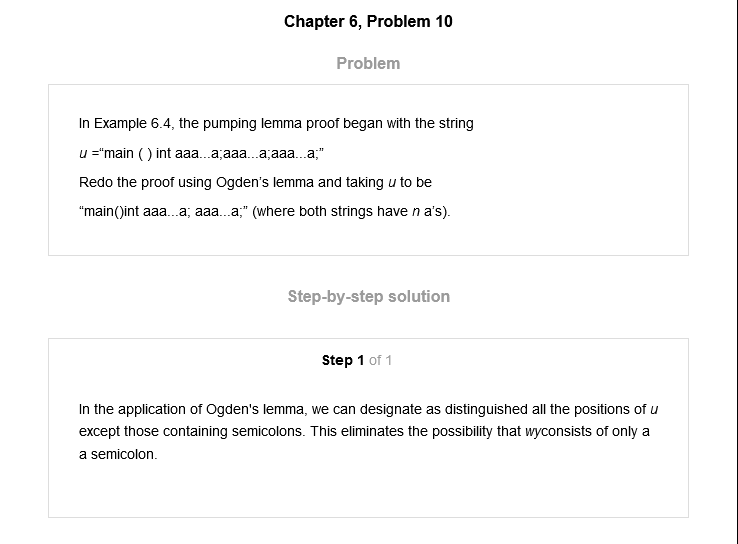 Chapter 6, Problem 10
Problem
In Example 6.4, the pumping lemma proof began with the string
u =“main ( ) int aaa...a;aaa...a;aaa...a;”
Redo the proof using Ogden’s lemma and taking u to be
“main()int aaa...a; aaa...a;” (where both strings have n a’s).
Step-by-step solution
Step 1 of 1
In the application of Ogden's lemma, we can designate as distinguished all the positions of u
except those containing semicolons. This eliminates the possibility that wyconsists of only a
a semicolon.